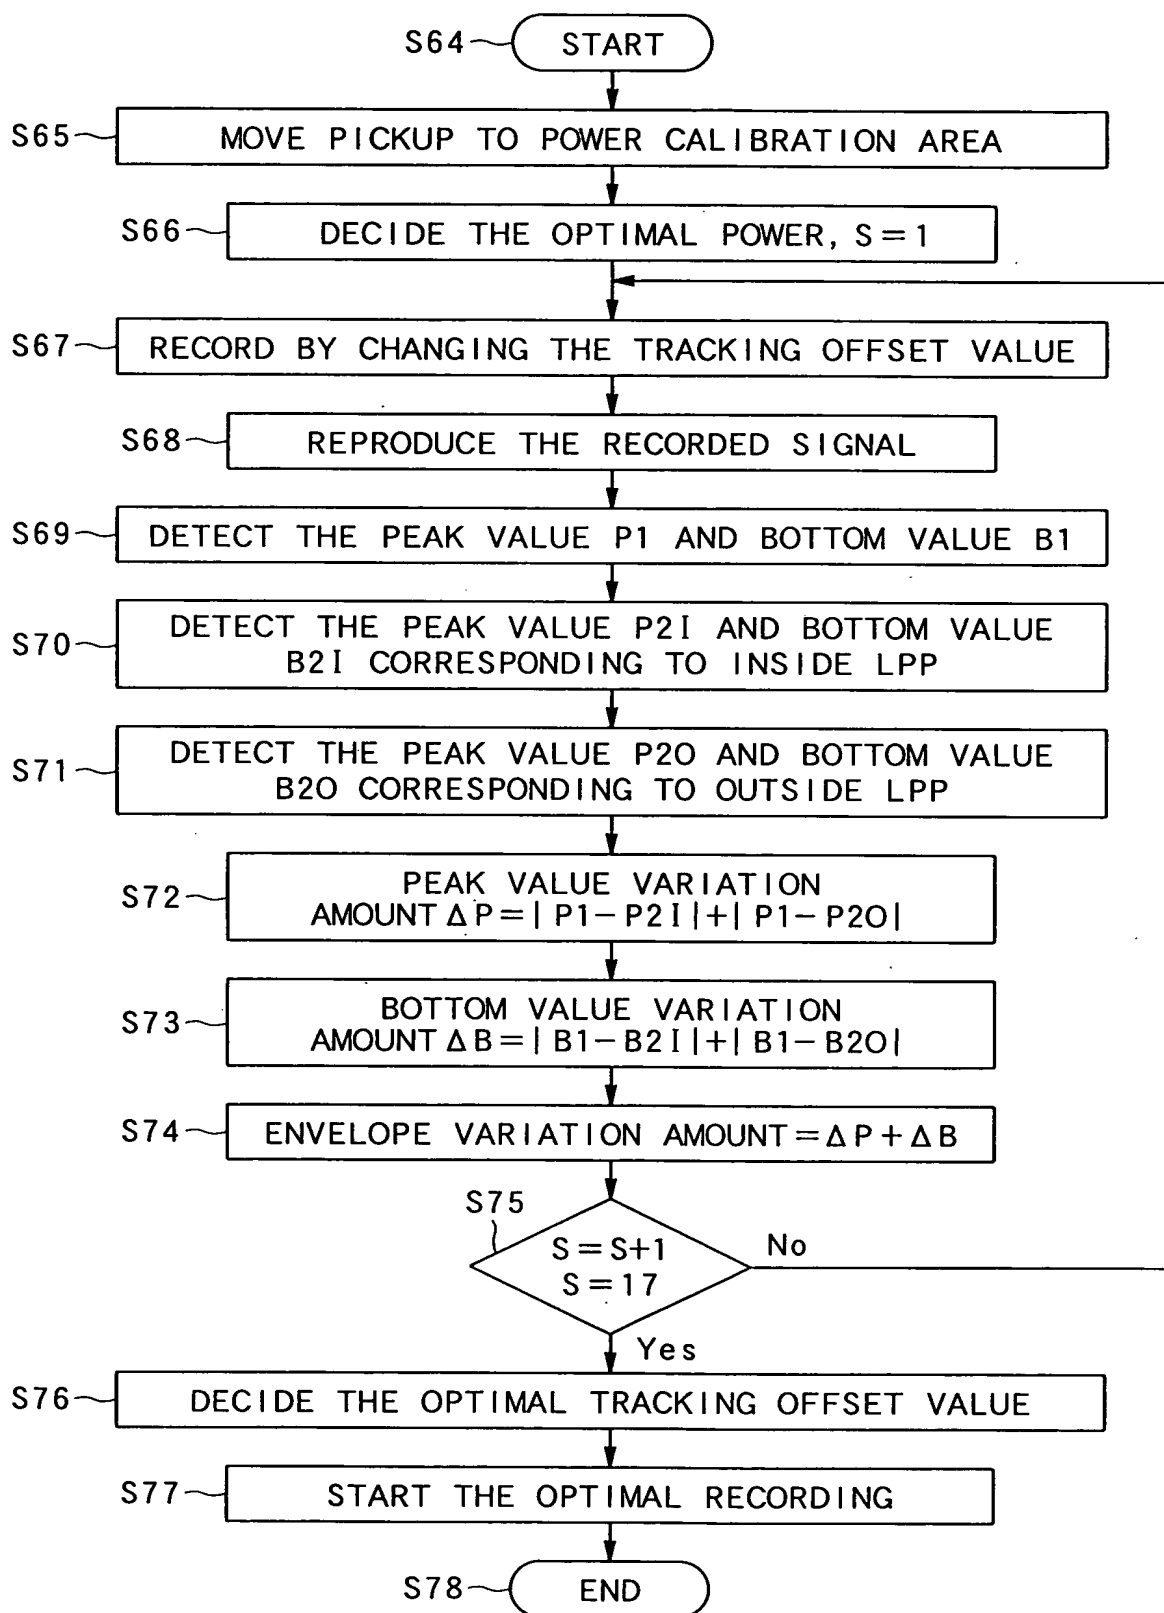 S64
START
S65
MOVE PICKUP TO POWER CALIBRATION AREA
S66
DECIDE THE OPTIMAL POWER, S=1
S67
RECORD BY CHANGING THE TRACKING OFFSET VALUE
S68
REPRODUCE THE RECORDED SIGNAL
S69
DETECT THE PEAK VALUE P1 AND BOTTOM VALUE B1
S70
DETECT THE PEAK VALUE P2I AND BOTTOM VALUE
B2I CORRESPONDING TO INSIDE LPP
S71
DETECT THE PEAK VALUE P2O AND BOTTOM VALUE
B2O CORRESPONDING TO OUTSIDE LPP
S72
PEAK VALUE VARIATION
AMOUNT ΔP=|P1-P2I|+|P1-P2O|
S73
BOTTOM VALUE VARIATION
AMOUNT ΔB=|B1-B2I|+|B1-B2O|
S74
ENVELOPE VARIATION AMOUNT=ΔP+ΔB
S75
S=S+1
S=17
No
Yes
S76
DECIDE THE OPTIMAL TRACKING OFFSET VALUE
S77
START THE OPTIMAL RECORDING
S78
END